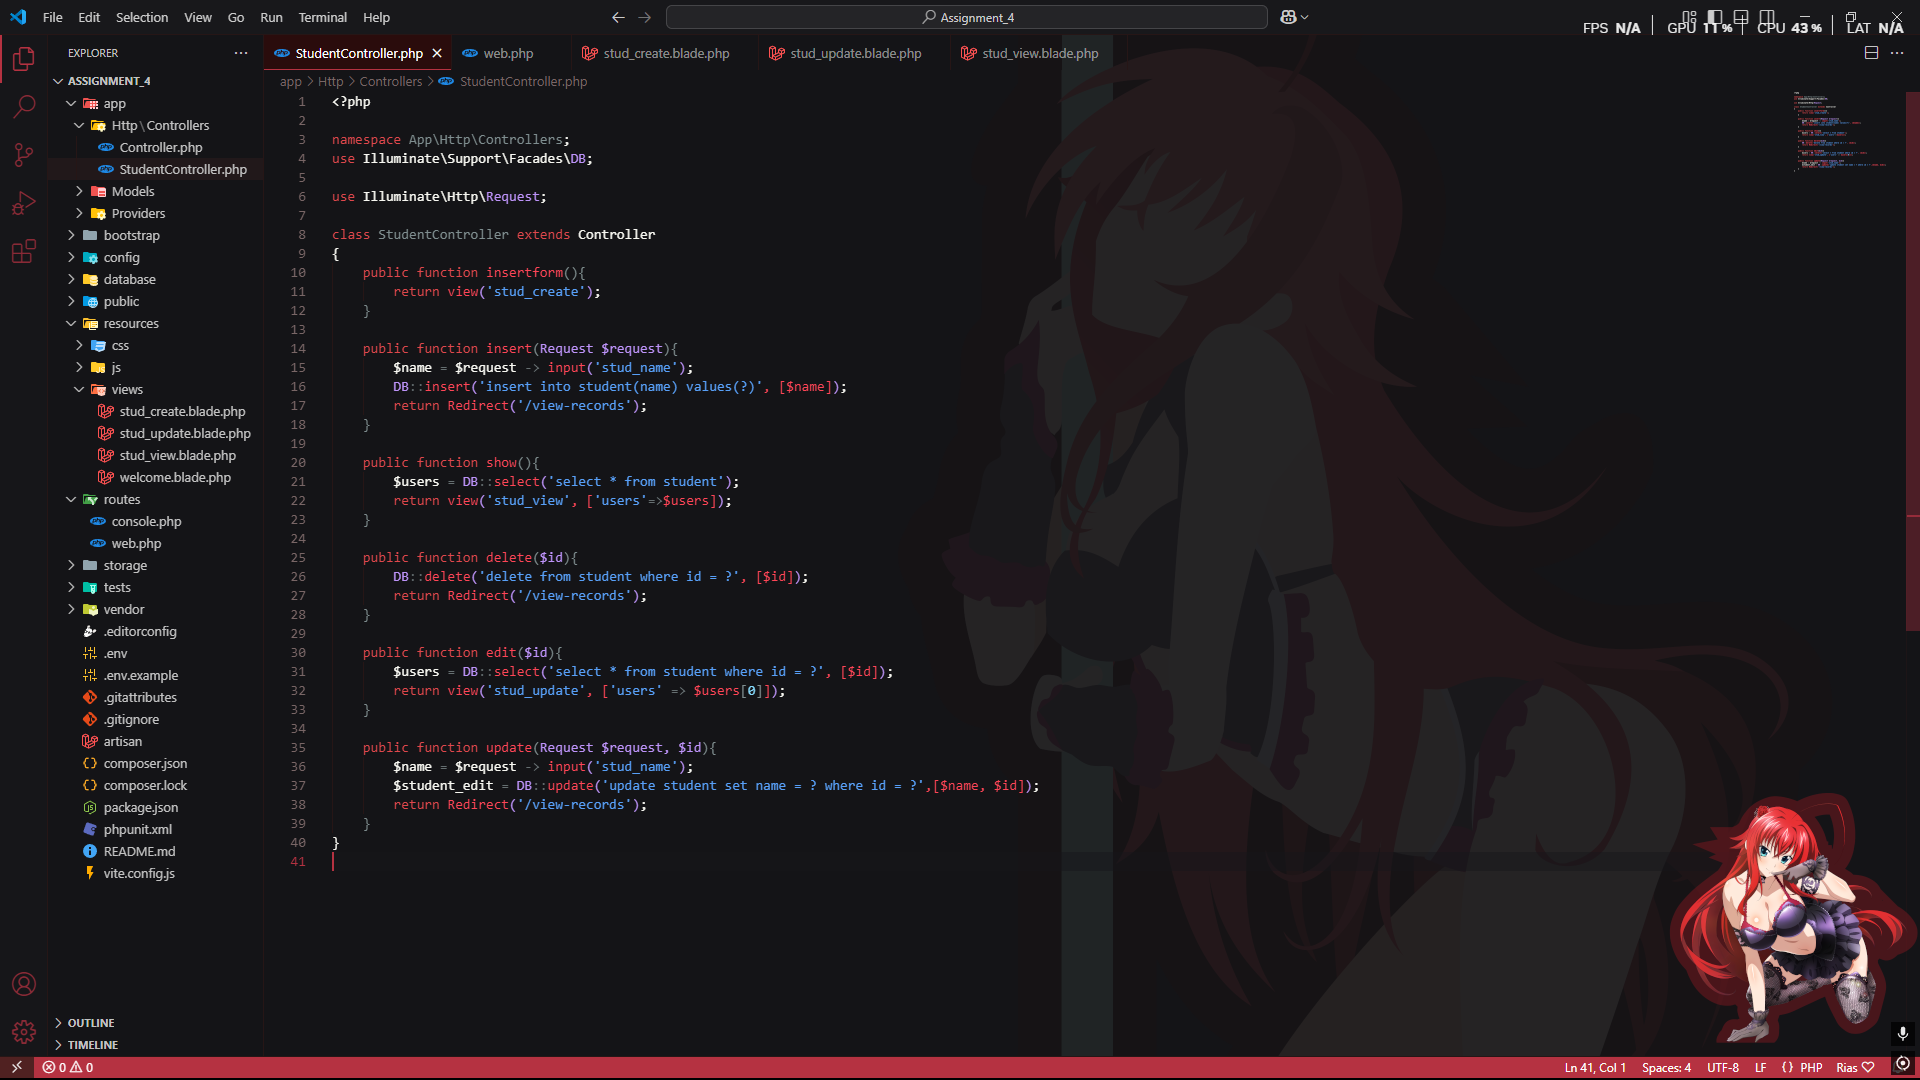 File Edit Selection View Go Run Terminal Help
Assignment_4
FPS N/A GPU 11 % CPU 43 % LAT N/A
EXPLORER
StudentController.php
web.php
stud_create.blade.php
stud_update.blade.php
stud_view.blade.php
app > Http > Controllers > StudentController.php
ASSIGNMENT_4
app
Http \ Controllers
Controller.php
StudentController.php
Models
Providers
bootstrap
config
database
public
resources
css
js
views
stud_create.blade.php
stud_update.blade.php
stud_view.blade.php
welcome.blade.php
routes
console.php
web.php
storage
tests
vendor
.editorconfig
.env
.env.example
.gitattributes
.gitignore
artisan
composer.json
composer.lock
package.json
phpunit.xml
README.md
vite.config.js
OUTLINE
TIMELINE
1 <?php
2
3 namespace App\Http\Controllers;
4 use Illuminate\Support\Facades\DB;
5
6 use Illuminate\Http\Request;
7
8 class StudentController extends Controller
9 {
10     public function insertform(){
11         return view('stud_create');
12     }
13
14     public function insert(Request $request){
15         $name = $request -> input('stud_name');
16         DB::insert('insert into student(name) values(?)', [$name]);
17         return Redirect('/view-records');
18     }
19
20     public function show(){
21         $users = DB::select('select * from student');
22         return view('stud_view', ['users'=>$users]);
23     }
24
25     public function delete($id){
26         DB::delete('delete from student where id = ?', [$id]);
27         return Redirect('/view-records');
28     }
29
30     public function edit($id){
31         $users = DB::select('select * from student where id = ?', [$id]);
32         return view('stud_update', ['users' => $users[0]]);
33     }
34
35     public function update(Request $request, $id){
36         $name = $request -> input('stud_name');
37         $student_edit = DB::update('update student set name = ? where id = ?',[$name, $id]);
38         return Redirect('/view-records');
39     }
40 }
41
0 0
Ln 41, Col 1 Spaces: 4 UTF-8 LF {} PHP Rias